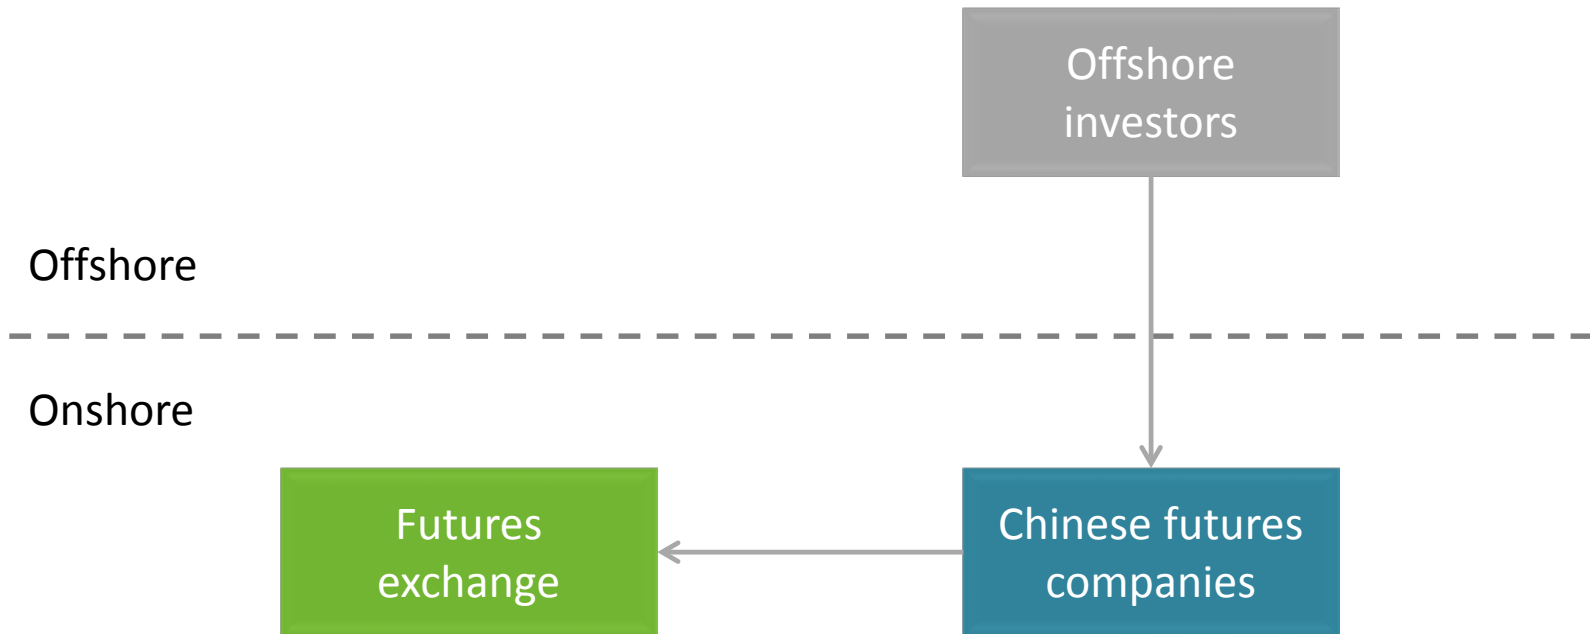 Offshore
investors
Offshore
Onshore
Futures
exchange
Chinese futures
companies